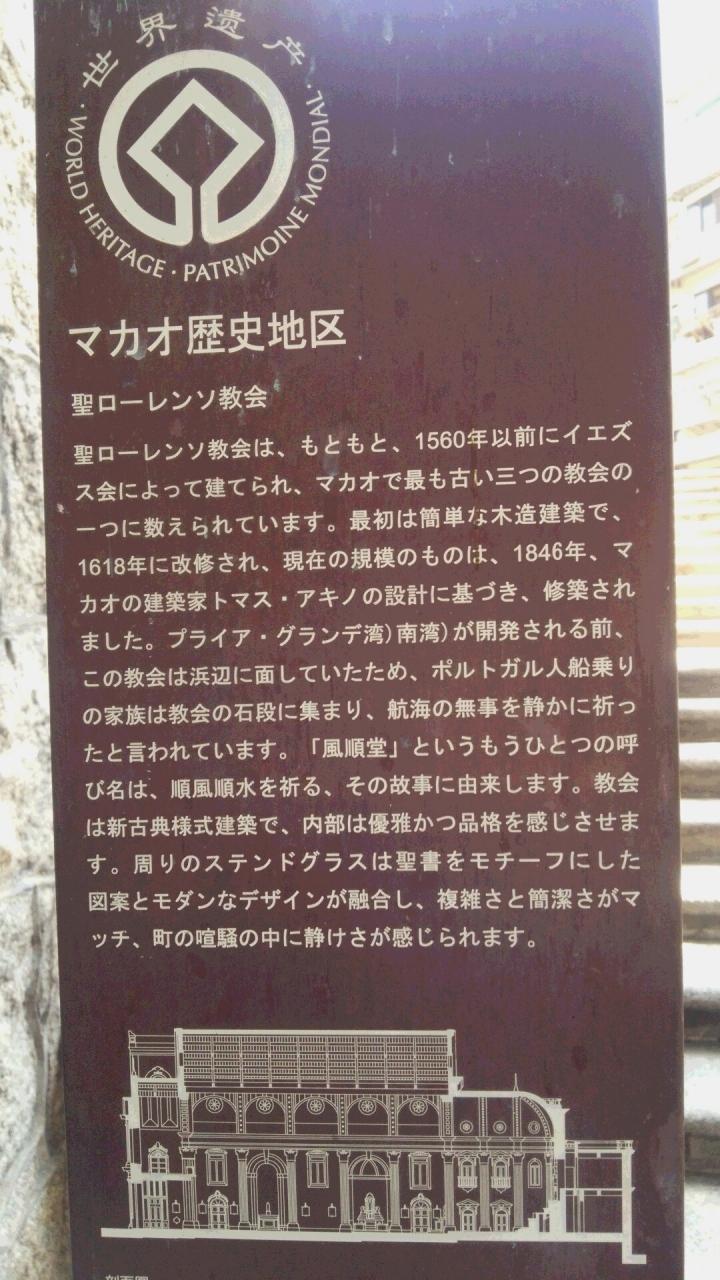 世界遗产
· WORLD HERITAGE · PATRIMOINE MONDIAL ·
マカオ歴史地区
聖ローレンソ教会
聖ローレンソ教会は、もともと、1560年以前にイエズ
ス会によって建てられ、マカオで最も古い三つの教会の
一つに数えられています。最初は簡単な木造建築で、
1618年に改修され、現在の規模のものは、1846年、マ
カオの建築家トマス・アキノの設計に基づき、修築され
ました。プライア・グランデ湾)南湾)が開発される前、
この教会は浜辺に面していたため、ポルトガル人船乗り
の家族は教会の石段に集まり、航海の無事を静かに祈っ
たと言われています。「風順堂」というもうひとつの呼
び名は、順風順水を祈る、その故事に由来します。教会
は新古典様式建築で、内部は優雅かつ品格を感じさせま
す。周りのステンドグラスは聖書をモチーフにした
図案とモダンなデザインが融合し、複雑さと簡潔さがマ
ッチ、町の喧騒の中に静けさが感じられます。